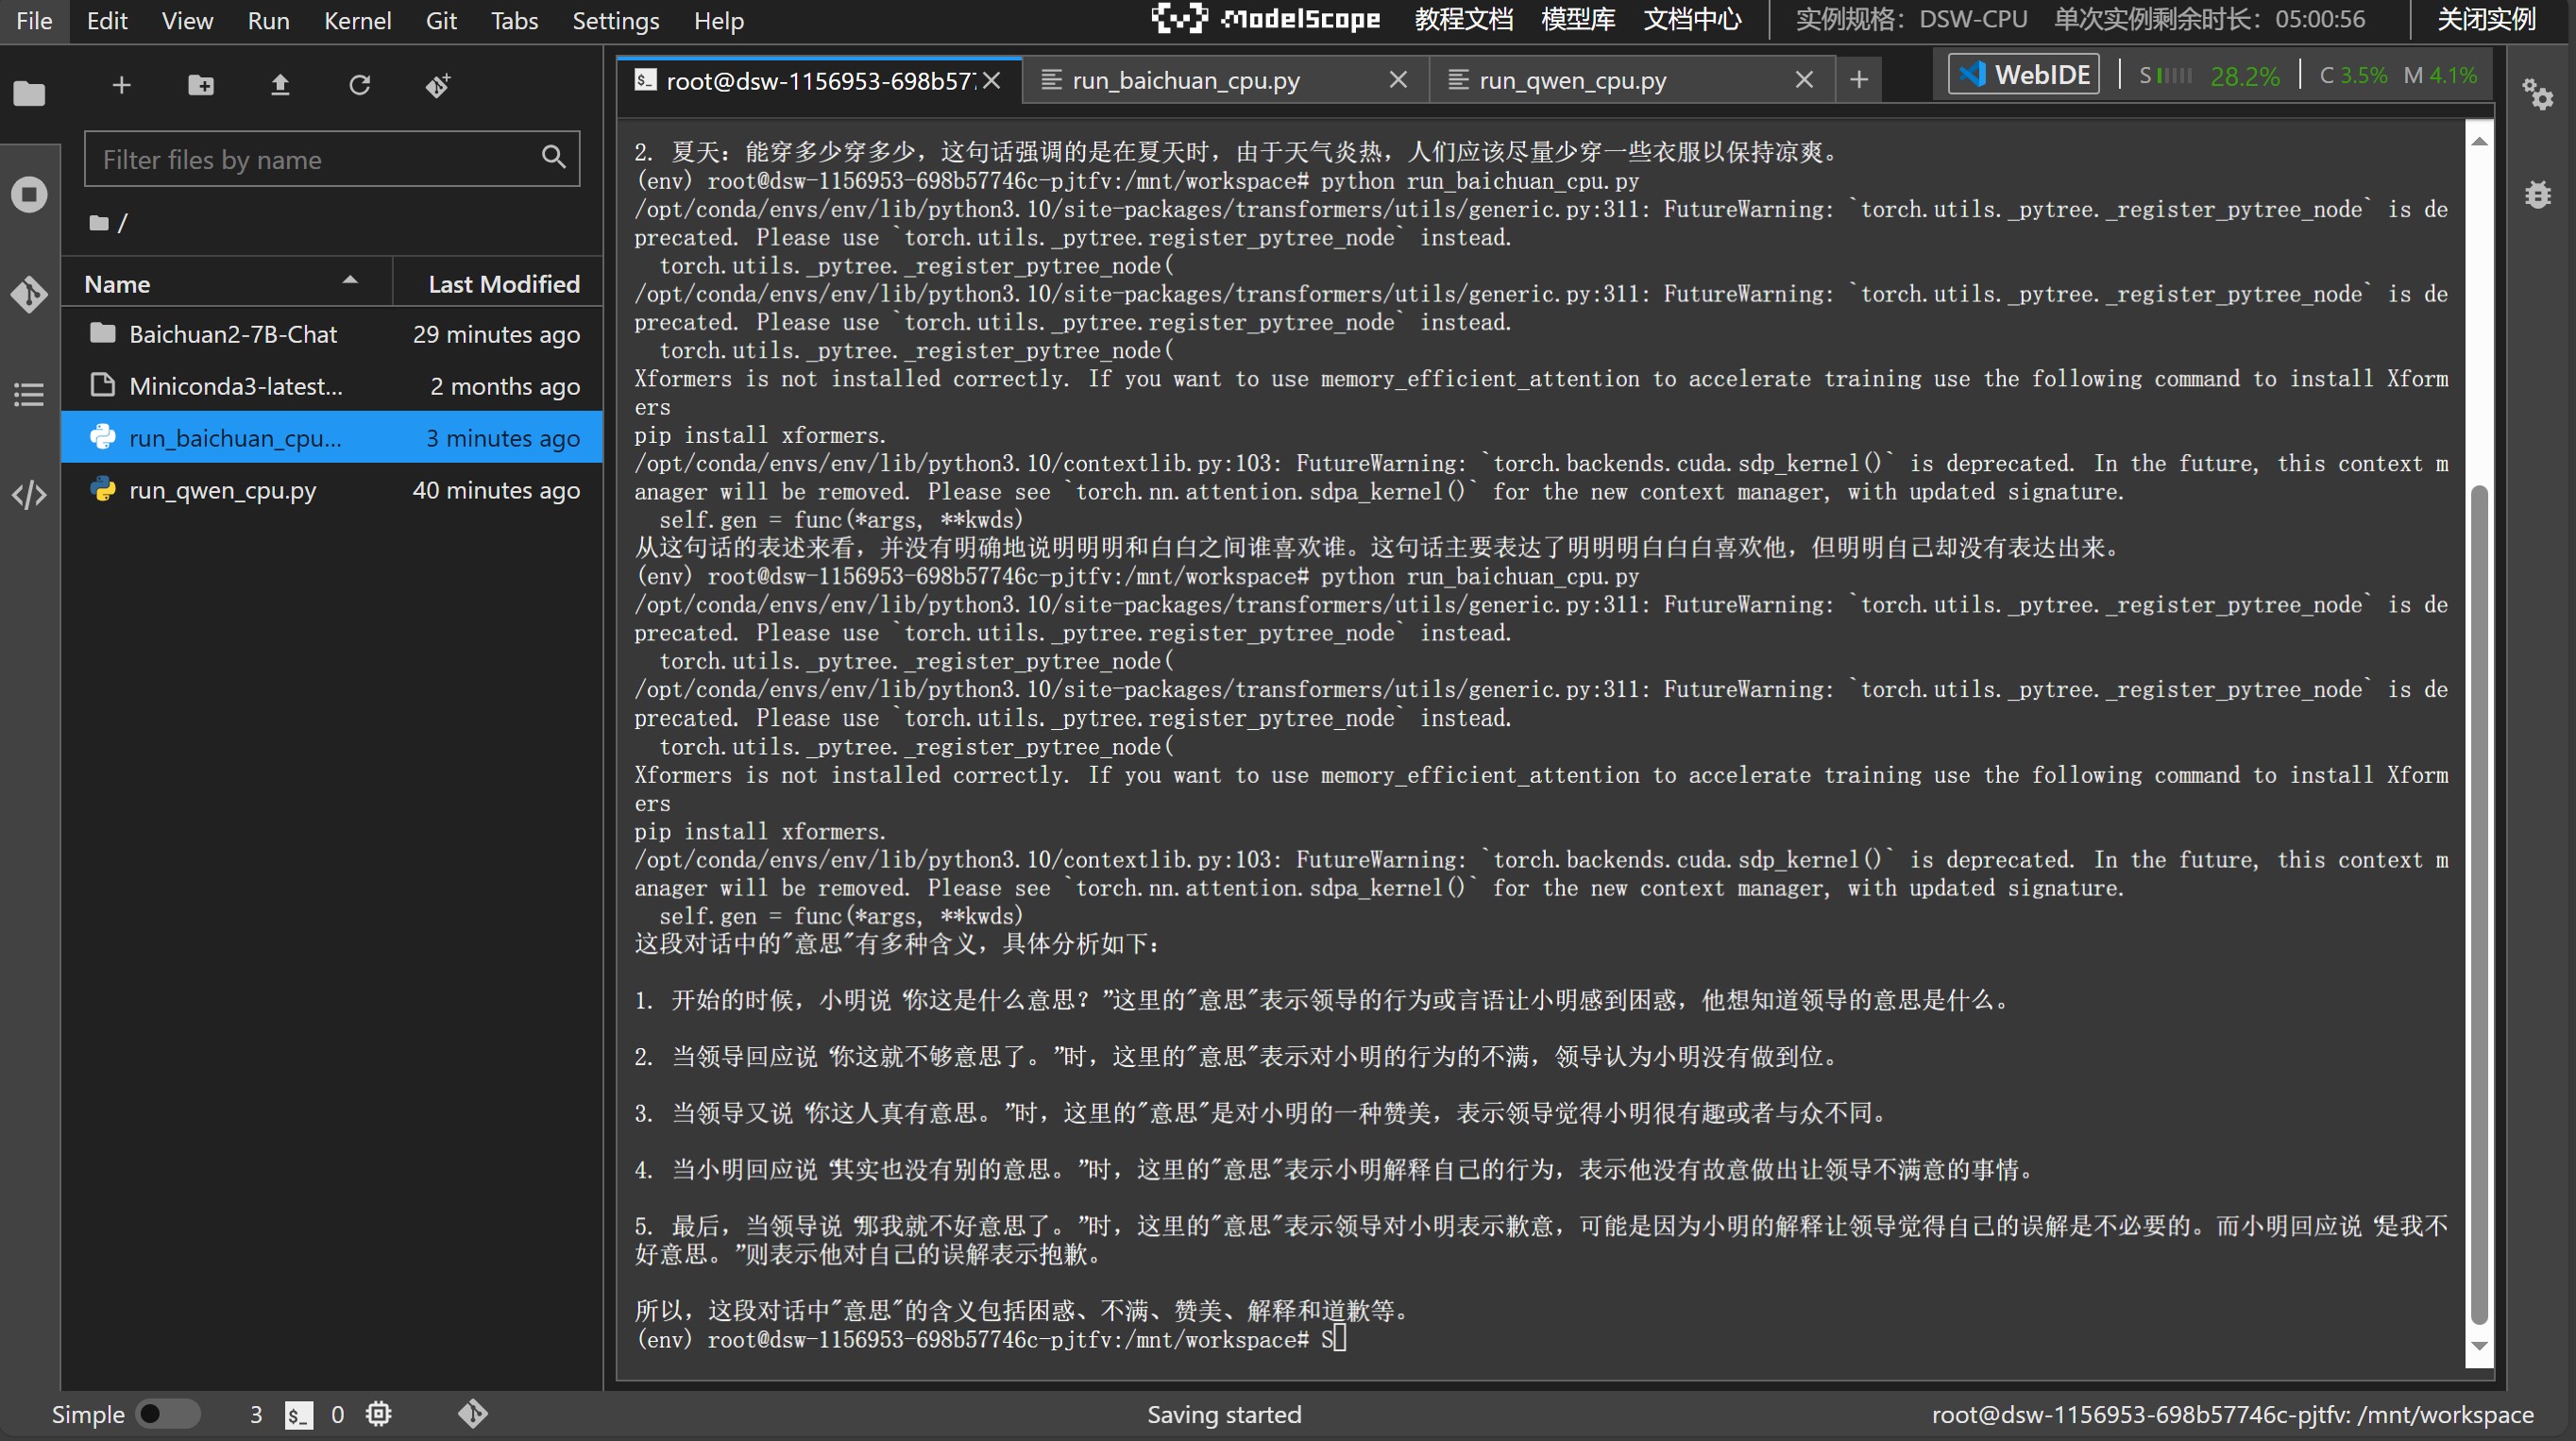 File Edit View Run Kernel Git Tabs Settings Help
ModelScope 教程文档 模型库 文档中心 实例规格：DSW-CPU 单次实例剩余时长：05:00:56 关闭实例
root@dsw-1156953-698b577 run_baichuan_cpu.py run_qwen_cpu.py
WebIDE S 28.2% C 3.5% M 4.1%
Filter files by name
/
Name Last Modified
Baichuan2-7B-Chat 29 minutes ago
Miniconda3-latest... 2 months ago
run_baichuan_cpu... 3 minutes ago
run_qwen_cpu.py 40 minutes ago
2. 夏天：能穿多少穿多少，这句话强调的是在夏天时，由于天气炎热，人们应该尽量少穿一些衣服以保持凉爽。
(env) root@dsw-1156953-698b57746c-pjtfv:/mnt/workspace# python run_baichuan_cpu.py
/opt/conda/envs/env/lib/python3.10/site-packages/transformers/utils/generic.py:311: FutureWarning: `torch.utils._pytree._register_pytree_node` is de
precated. Please use `torch.utils._pytree.register_pytree_node` instead.
torch.utils._pytree._register_pytree_node(
/opt/conda/envs/env/lib/python3.10/site-packages/transformers/utils/generic.py:311: FutureWarning: `torch.utils._pytree._register_pytree_node` is de
precated. Please use `torch.utils._pytree.register_pytree_node` instead.
torch.utils._pytree._register_pytree_node(
Xformers is not installed correctly. If you want to use memory_efficient_attention to accelerate training use the following command to install Xform
ers
pip install xformers.
/opt/conda/envs/env/lib/python3.10/contextlib.py:103: FutureWarning: `torch.backends.cuda.sdp_kernel()` is deprecated. In the future, this context m
anager will be removed. Please see `torch.nn.attention.sdpa_kernel()` for the new context manager, with updated signature.
self.gen = func(*args, **kwds)
从这句话的表述来看，并没有明确地说明明明和白白之间谁喜欢谁。这句话主要表达了明明明白白白喜欢他，但明明自己却没有表达出来。
(env) root@dsw-1156953-698b57746c-pjtfv:/mnt/workspace# python run_baichuan_cpu.py
/opt/conda/envs/env/lib/python3.10/site-packages/transformers/utils/generic.py:311: FutureWarning: `torch.utils._pytree._register_pytree_node` is de
precated. Please use `torch.utils._pytree.register_pytree_node` instead.
torch.utils._pytree._register_pytree_node(
/opt/conda/envs/env/lib/python3.10/site-packages/transformers/utils/generic.py:311: FutureWarning: `torch.utils._pytree._register_pytree_node` is de
precated. Please use `torch.utils._pytree.register_pytree_node` instead.
torch.utils._pytree._register_pytree_node(
Xformers is not installed correctly. If you want to use memory_efficient_attention to accelerate training use the following command to install Xform
ers
pip install xformers.
/opt/conda/envs/env/lib/python3.10/contextlib.py:103: FutureWarning: `torch.backends.cuda.sdp_kernel()` is deprecated. In the future, this context m
anager will be removed. Please see `torch.nn.attention.sdpa_kernel()` for the new context manager, with updated signature.
self.gen = func(*args, **kwds)
这段对话中的"意思"有多种含义，具体分析如下：
1. 开始的时候，小明说“你这是什么意思？”这里的"意思"表示领导的行为或言语让小明感到困惑，他想知道领导的意思是什么。
2. 当领导回应说“你这就不够意思了。”时，这里的"意思"表示对小明的行为的不满，领导认为小明没有做到位。
3. 当领导又说“你这人真有意思。”时，这里的"意思"是对小明的一种赞美，表示领导觉得小明很有趣或者与众不同。
4. 当小明回应说“其实也没有别的意思。”时，这里的"意思"表示小明解释自己的行为，表示他没有故意做出让领导不满意的事情。
5. 最后，当领导说“那我就不好意思了。”时，这里的"意思"表示领导对小明表示歉意，可能是因为小明的解释让领导觉得自己的误解是不必要的。而小明回应说“是我不
好意思。”则表示他对自己的误解表示抱歉。
所以，这段对话中"意思"的含义包括困惑、不满、赞美、解释和道歉等。
(env) root@dsw-1156953-698b57746c-pjtfv:/mnt/workspace# S
Simple 3 0 Saving started root@dsw-1156953-698b57746c-pjtfv: /mnt/workspace